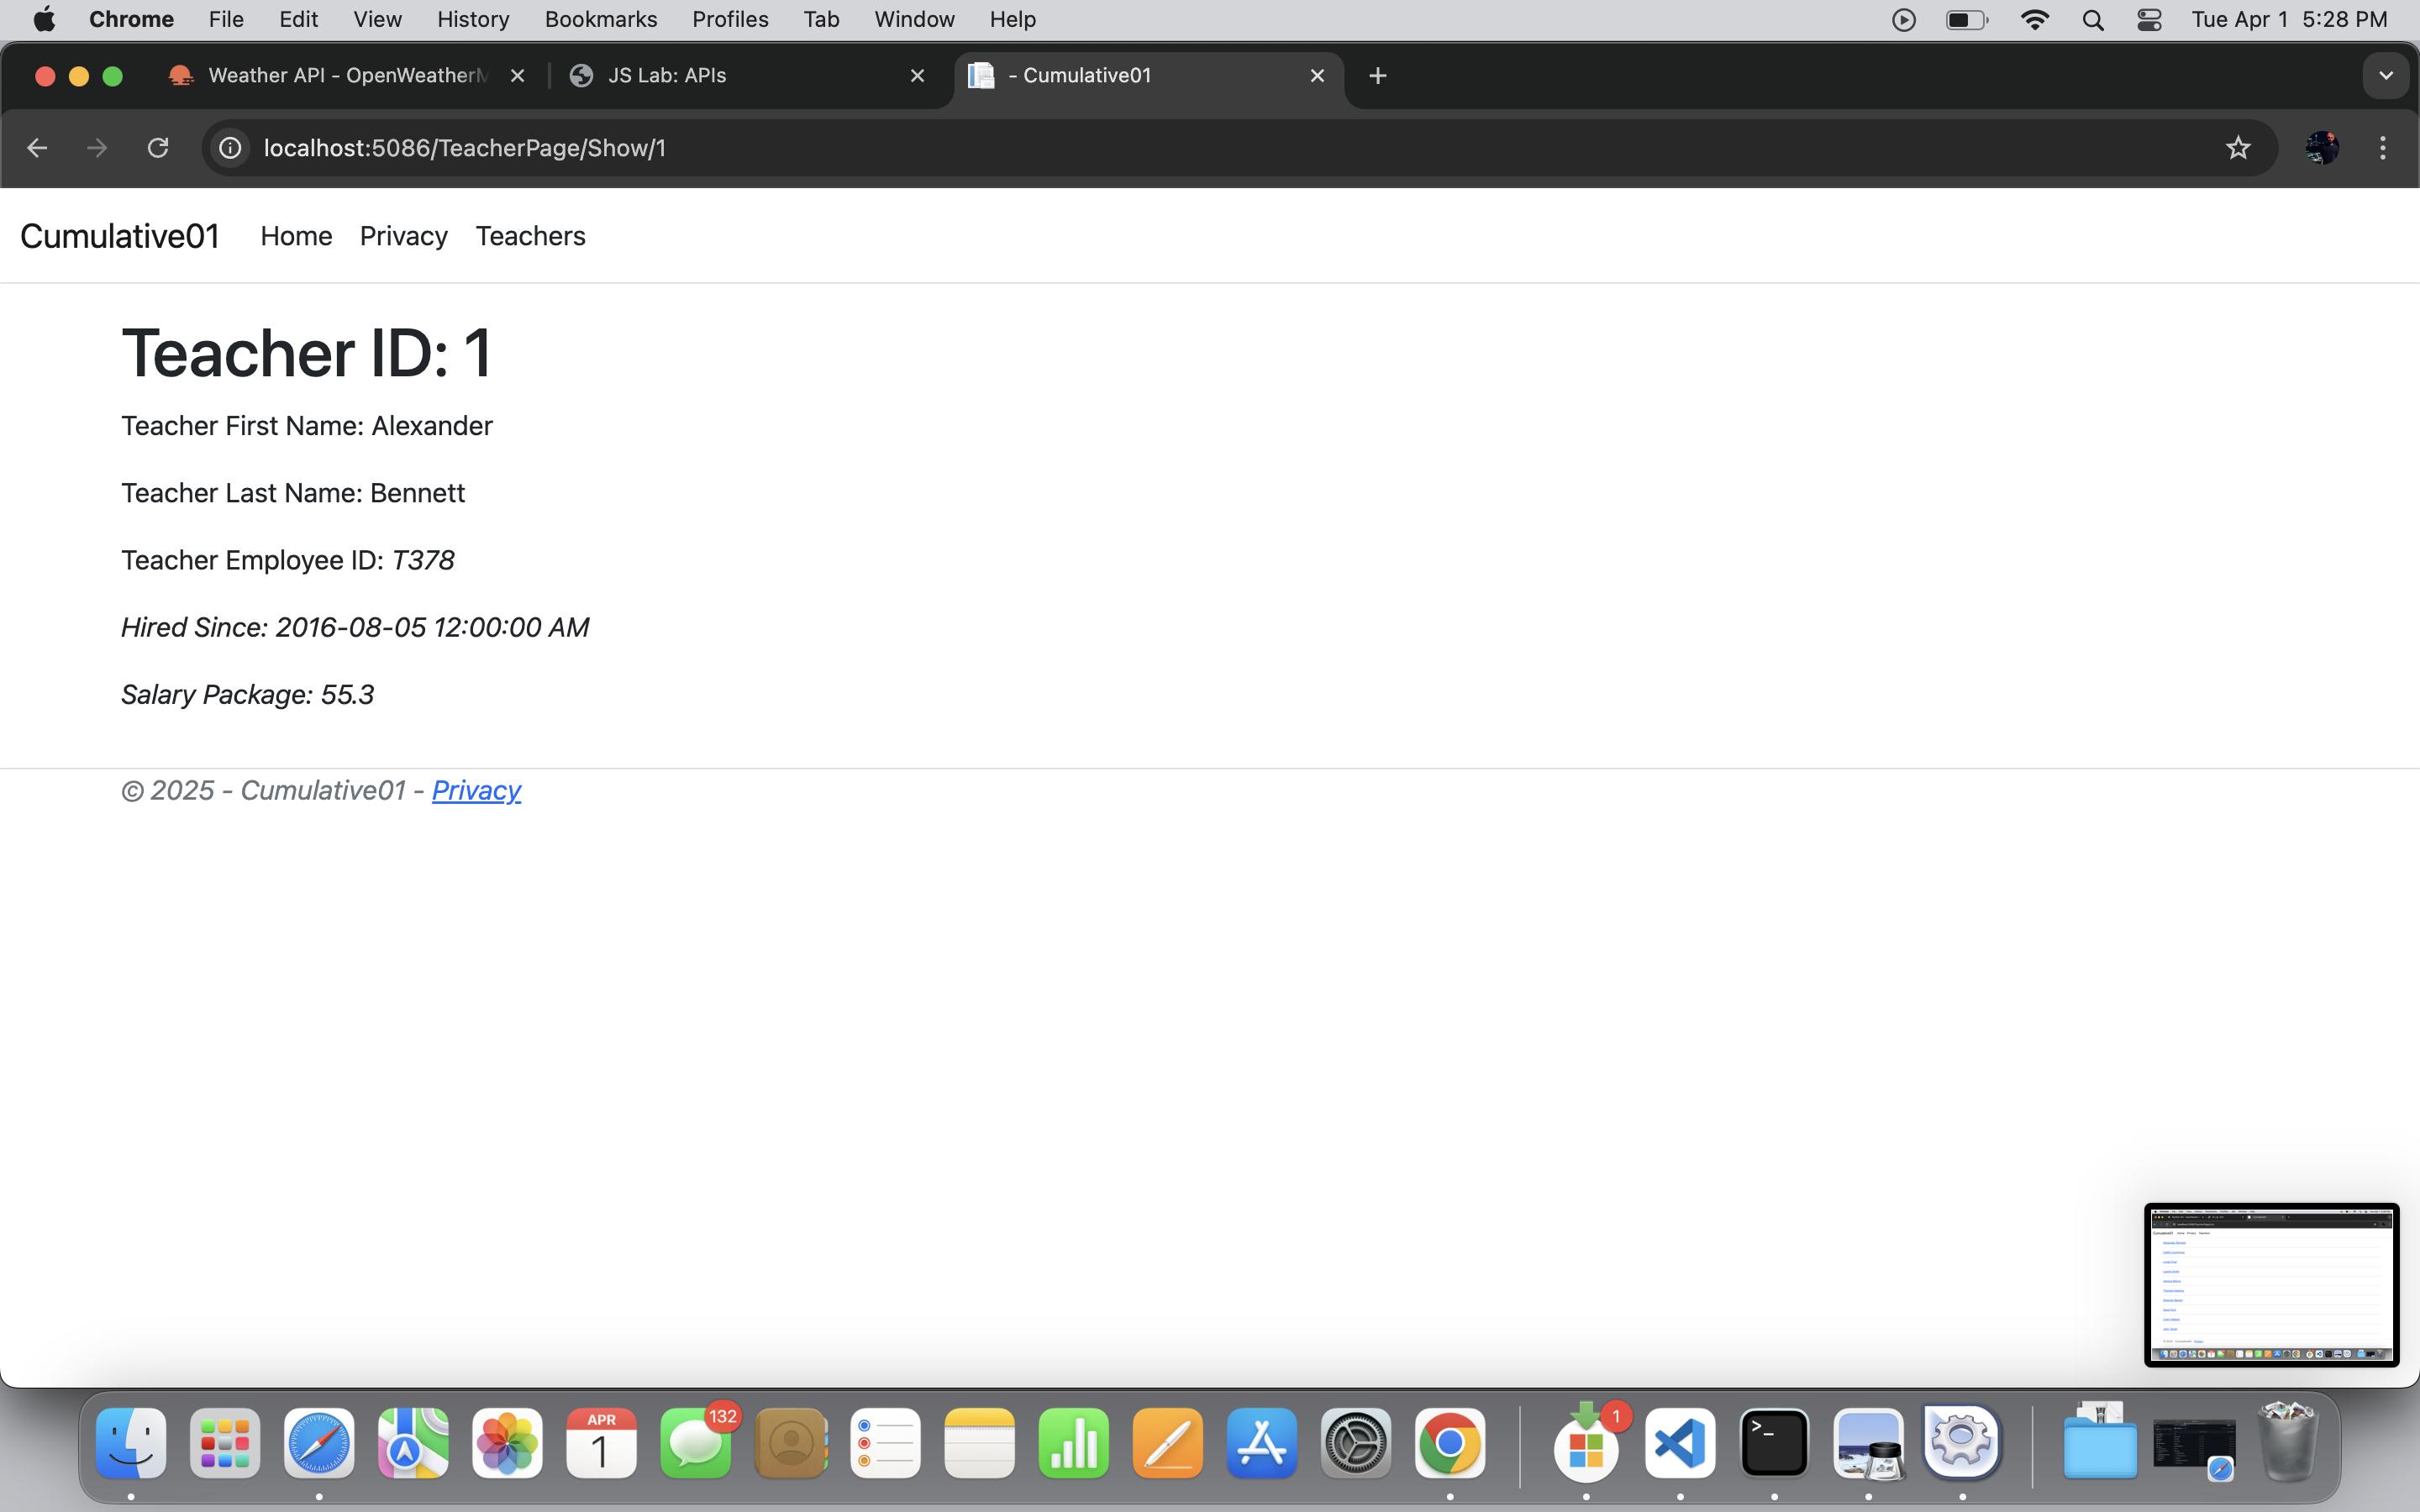 Chrome File Edit View History Bookmarks Profiles Tab Window Help Tue Apr 1 5:28 PM
Weather API - OpenWeatherM JS Lab: APIs - Cumulative01
localhost:5086/TeacherPage/Show/1
Cumulative01 Home Privacy Teachers
Teacher ID: 1
Teacher First Name: Alexander
Teacher Last Name: Bennett
Teacher Employee ID: T378
Hired Since: 2016-08-05 12:00:00 AM
Salary Package: 55.3
© 2025 - Cumulative01 - Privacy
APR 132 1
1
>_